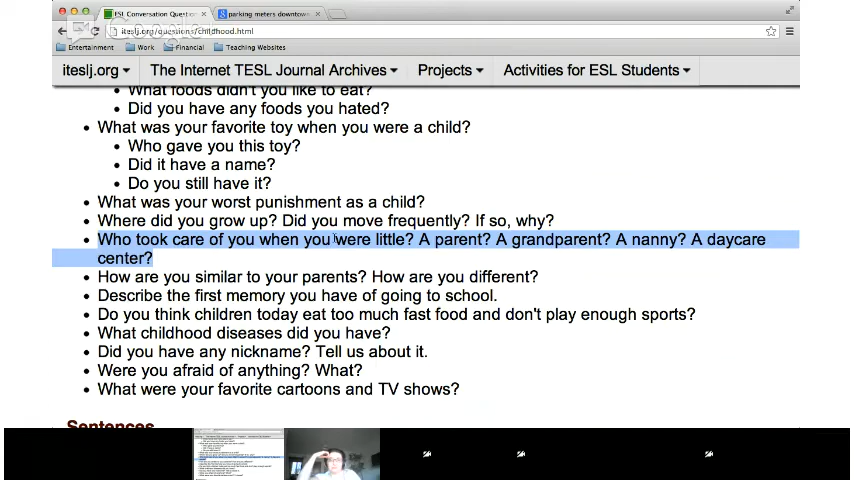 ESL Conversation Question
parking meters downtown
iteslj.org/questions/childhood.html
Entertainment Work Financial Teaching Websites
iteslj.org The Internet TESL Journal Archives Projects Activities for ESL Students
What foods didn't you like to eat?
Did you have any foods you hated?
What was your favorite toy when you were a child?
Who gave you this toy?
Did it have a name?
Do you still have it?
What was your worst punishment as a child?
Where did you grow up? Did you move frequently? If so, why?
Who took care of you when you were little? A parent? A grandparent? A nanny? A daycare
center?
How are you similar to your parents? How are you different?
Describe the first memory you have of going to school.
Do you think children today eat too much fast food and don't play enough sports?
What childhood diseases did you have?
Did you have any nickname? Tell us about it.
Were you afraid of anything? What?
What were your favorite cartoons and TV shows?
Sentences